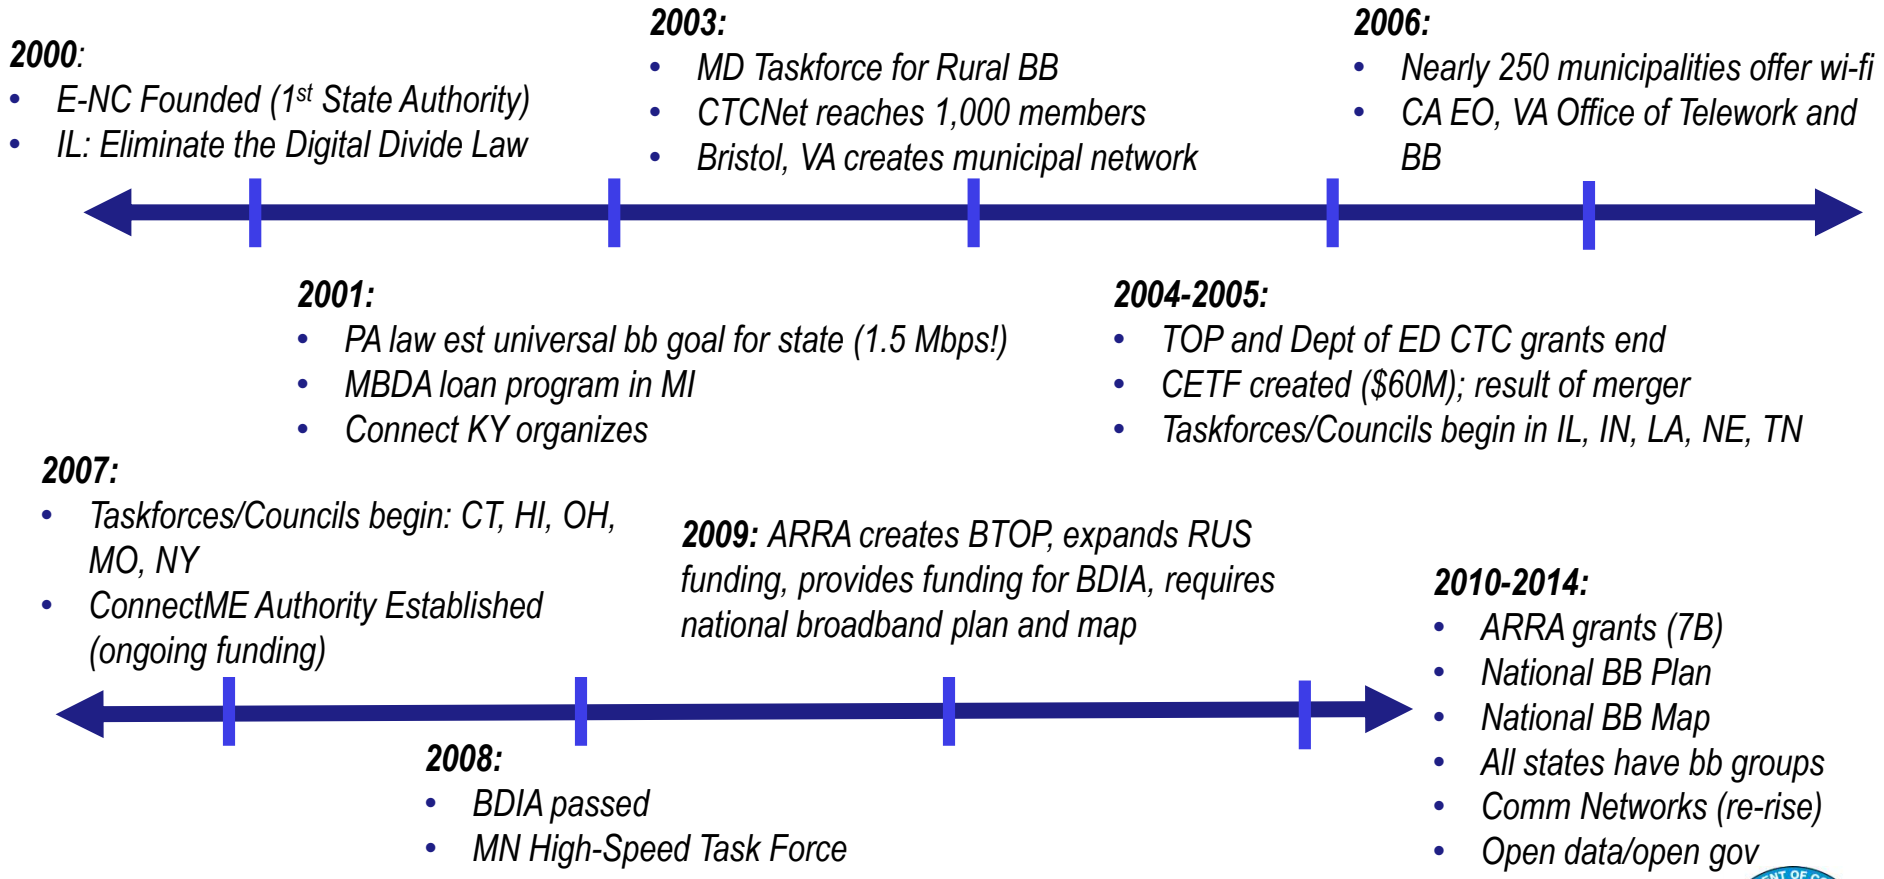 2000:
• E-NC Founded (1st State Authority)
• IL: Eliminate the Digital Divide Law
2003:
• MD Taskforce for Rural BB
• CTCNet reaches 1,000 members
• Bristol, VA creates municipal network
2006:
• Nearly 250 municipalities offer wi-fi
• CA EO, VA Office of Telework and
BB
2001:
• PA law est universal bb goal for state (1.5 Mbps!)
• MBDA loan program in MI
• Connect KY organizes
2004-2005:
• TOP and Dept of ED CTC grants end
• CETF created ($60M); result of merger
• Taskforces/Councils begin in IL, IN, LA, NE, TN
2007:
• Taskforces/Councils begin: CT, HI, OH,
MO, NY
• ConnectME Authority Established
(ongoing funding)
2009: ARRA creates BTOP, expands RUS
funding, provides funding for BDIA, requires
national broadband plan and map
2010-2014:
• ARRA grants (7B)
• National BB Plan
• National BB Map
• All states have bb groups
• Comm Networks (re-rise)
• Open data/open gov
2008:
• BDIA passed
• MN High-Speed Task Force